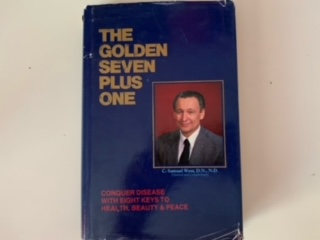 THE
GOLDEN
SEVEN
PLUS
ONE
C. Samuel West, D.N., N.D.
CONQUER DISEASE
WITH EIGHT KEYS TO
HEALTH, BEAUTY & PEACE